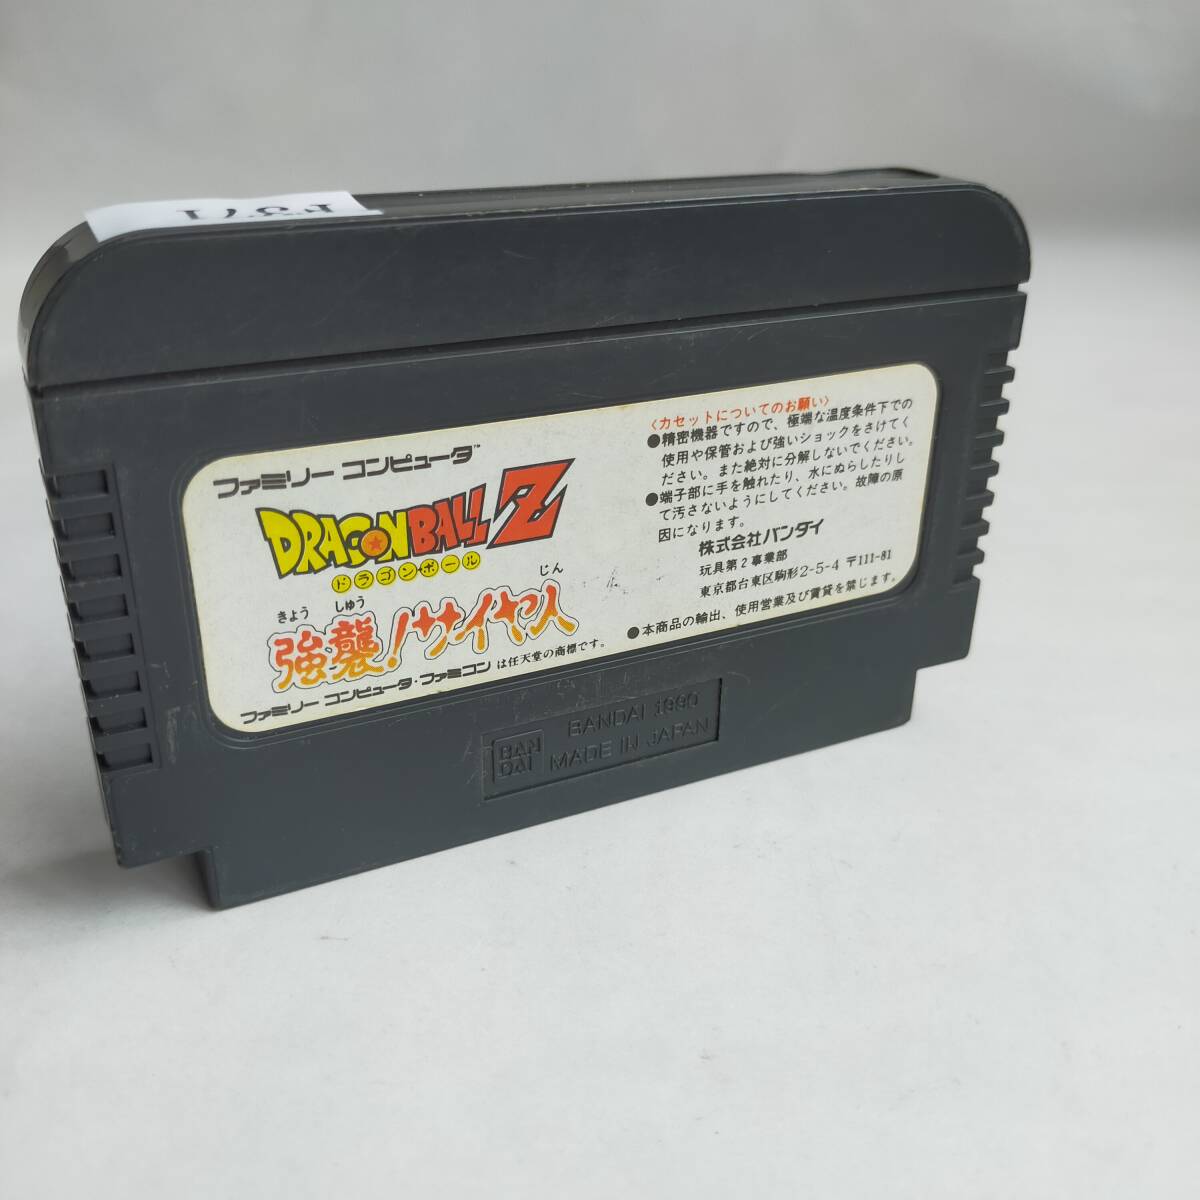 ファミリー コンピュータ™
DRAGON BALL Z
ドラゴンボール
きょう しゅう じん
強襲!サイヤ人
ファミリー コンピュータ・ファミコン は任天堂の商標です。
〈カセットについてのお願い〉
●精密機器ですので、極端な温度条件下での
使用や保管および強いショックをさけてく
ださい。また絶対に分解しないでください。
●端子部に手を触れたり、水にぬらしたりし
て汚さないようにしてください。故障の原
因になります。
株式会社バンダイ
玩具第2事業部
東京都台東区駒形2-5-4 〒111-81
●本商品の輸出、使用営業及び賃貸を禁じます。
BAN
DAI
BANDAI 1990
MADE IN JAPAN